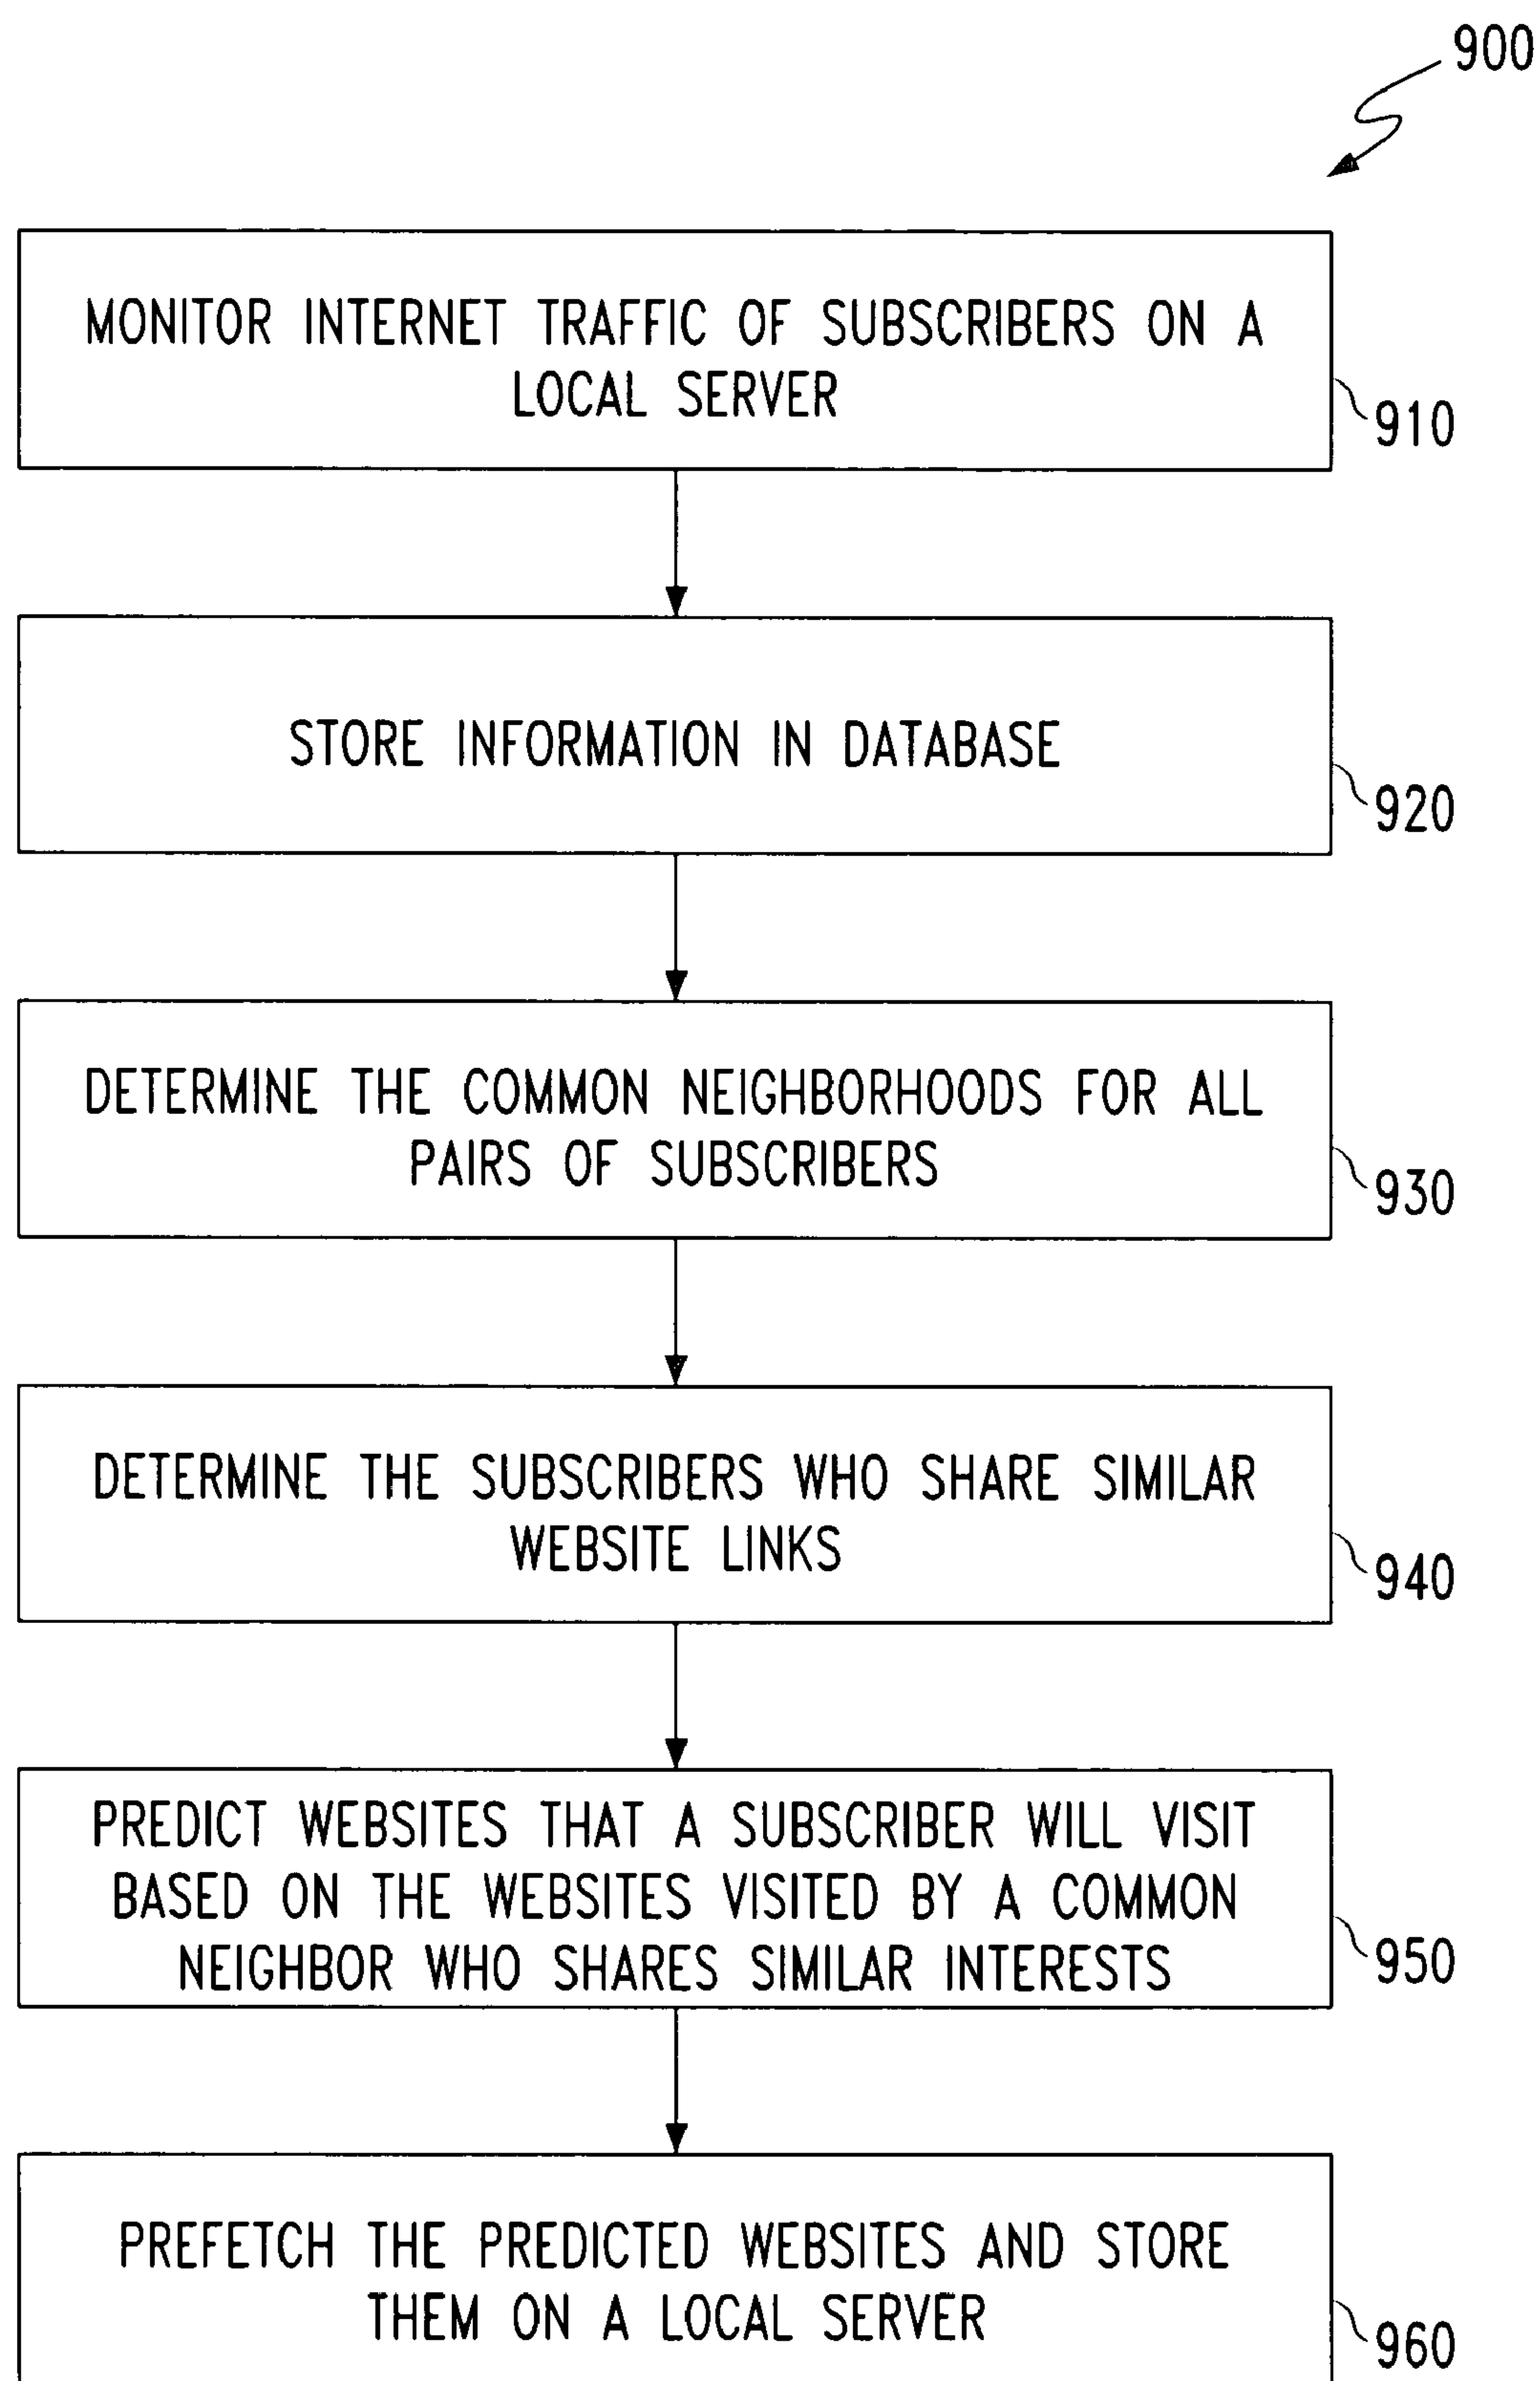 900
MONITOR INTERNET TRAFFIC OF SUBSCRIBERS ON A
LOCAL SERVER
910
STORE INFORMATION IN DATABASE
920
DETERMINE THE COMMON NEIGHBORHOODS FOR ALL
PAIRS OF SUBSCRIBERS
930
DETERMINE THE SUBSCRIBERS WHO SHARE SIMILAR
WEBSITE LINKS
940
PREDICT WEBSITES THAT A SUBSCRIBER WILL VISIT
BASED ON THE WEBSITES VISITED BY A COMMON
NEIGHBOR WHO SHARES SIMILAR INTERESTS
950
PREFETCH THE PREDICTED WEBSITES AND STORE
THEM ON A LOCAL SERVER
960